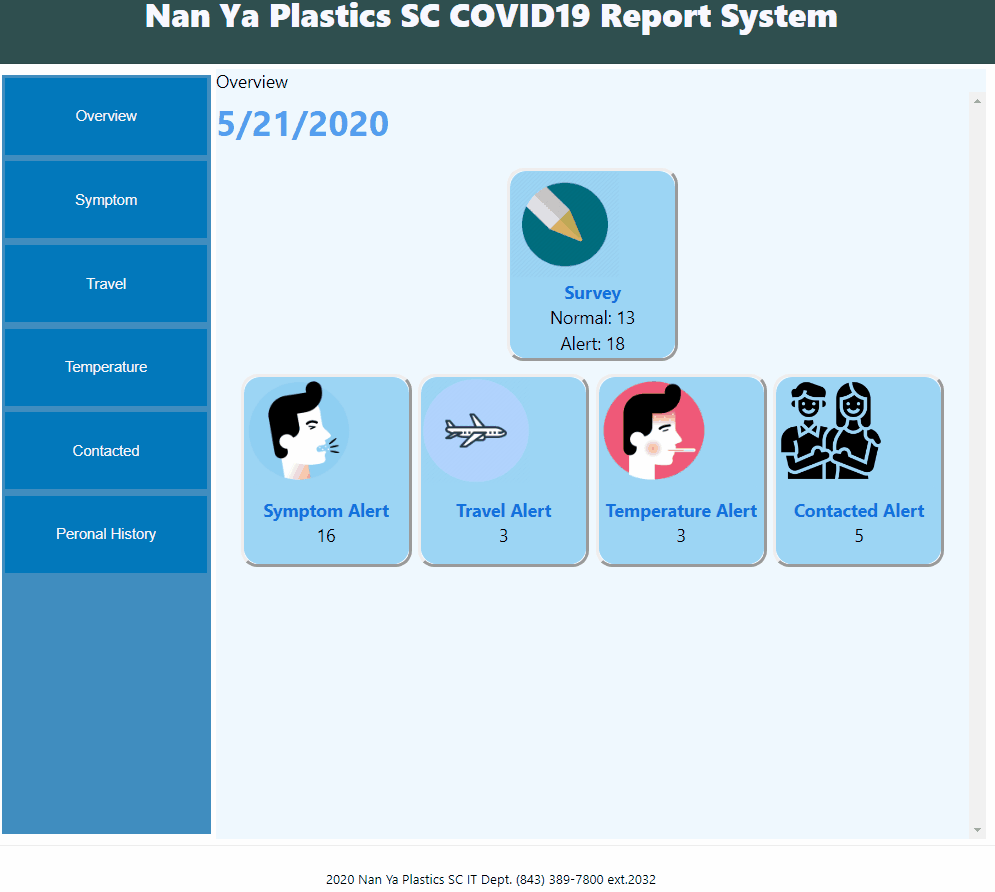 Nan Ya Plastics SC COVID19 Report System
Overview
Symptom
Travel
Temperature
Contacted
Peronal History
Overview
5/21/2020
Survey
Normal: 13
Alert: 18
Symptom Alert
16
Travel Alert
3
Temperature Alert
3
Contacted Alert
5
2020 Nan Ya Plastics SC IT Dept. (843) 389-7800 ext.2032